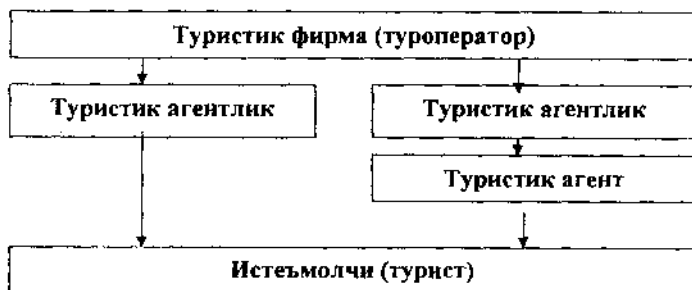 Туристик фирма (туроператор)
Туристик агентлик
Туристик агентлик
Туристик агент
Истеъмолчи (турист)